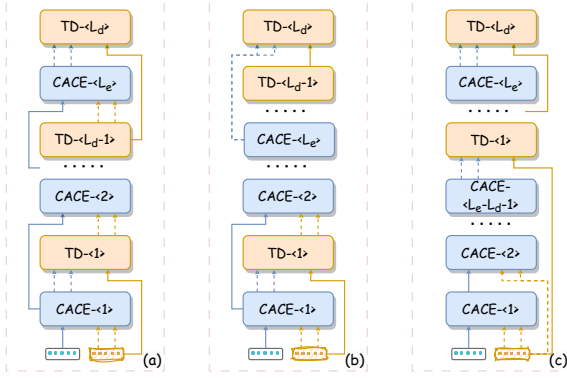 TD-<L_d>
CACE-<L_e>
TD-<L_d-1>
CACE-<2>
TD-<1>
CACE-<1>
(a)
TD-<L_d>
TD-<L_d-1>
CACE-<L_e>
CACE-<2>
TD-<1>
CACE-<1>
(b)
TD-<L_d>
CACE-<L_e>
TD-<1>
CACE-
<L_e-L_d-1>
CACE-<2>
CACE-<1>
(c)